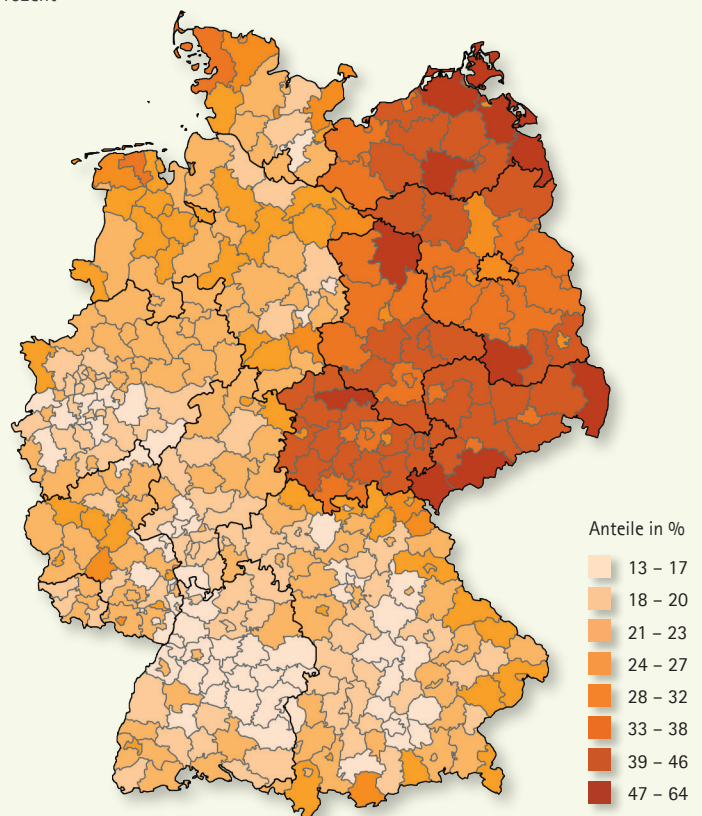 Anteile in %
13 – 17
18 – 20
21 – 23
24 – 27
28 – 32
33 – 38
39 – 46
47 – 64